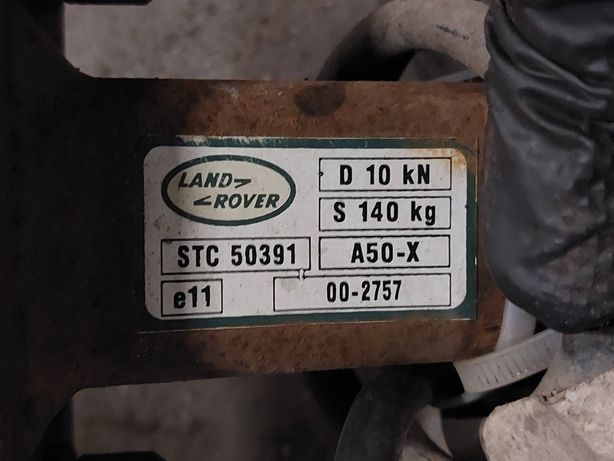 LAND
ROVER
D 10 kN
S 140 kg
STC 50391
A50-X
e11
00-2757